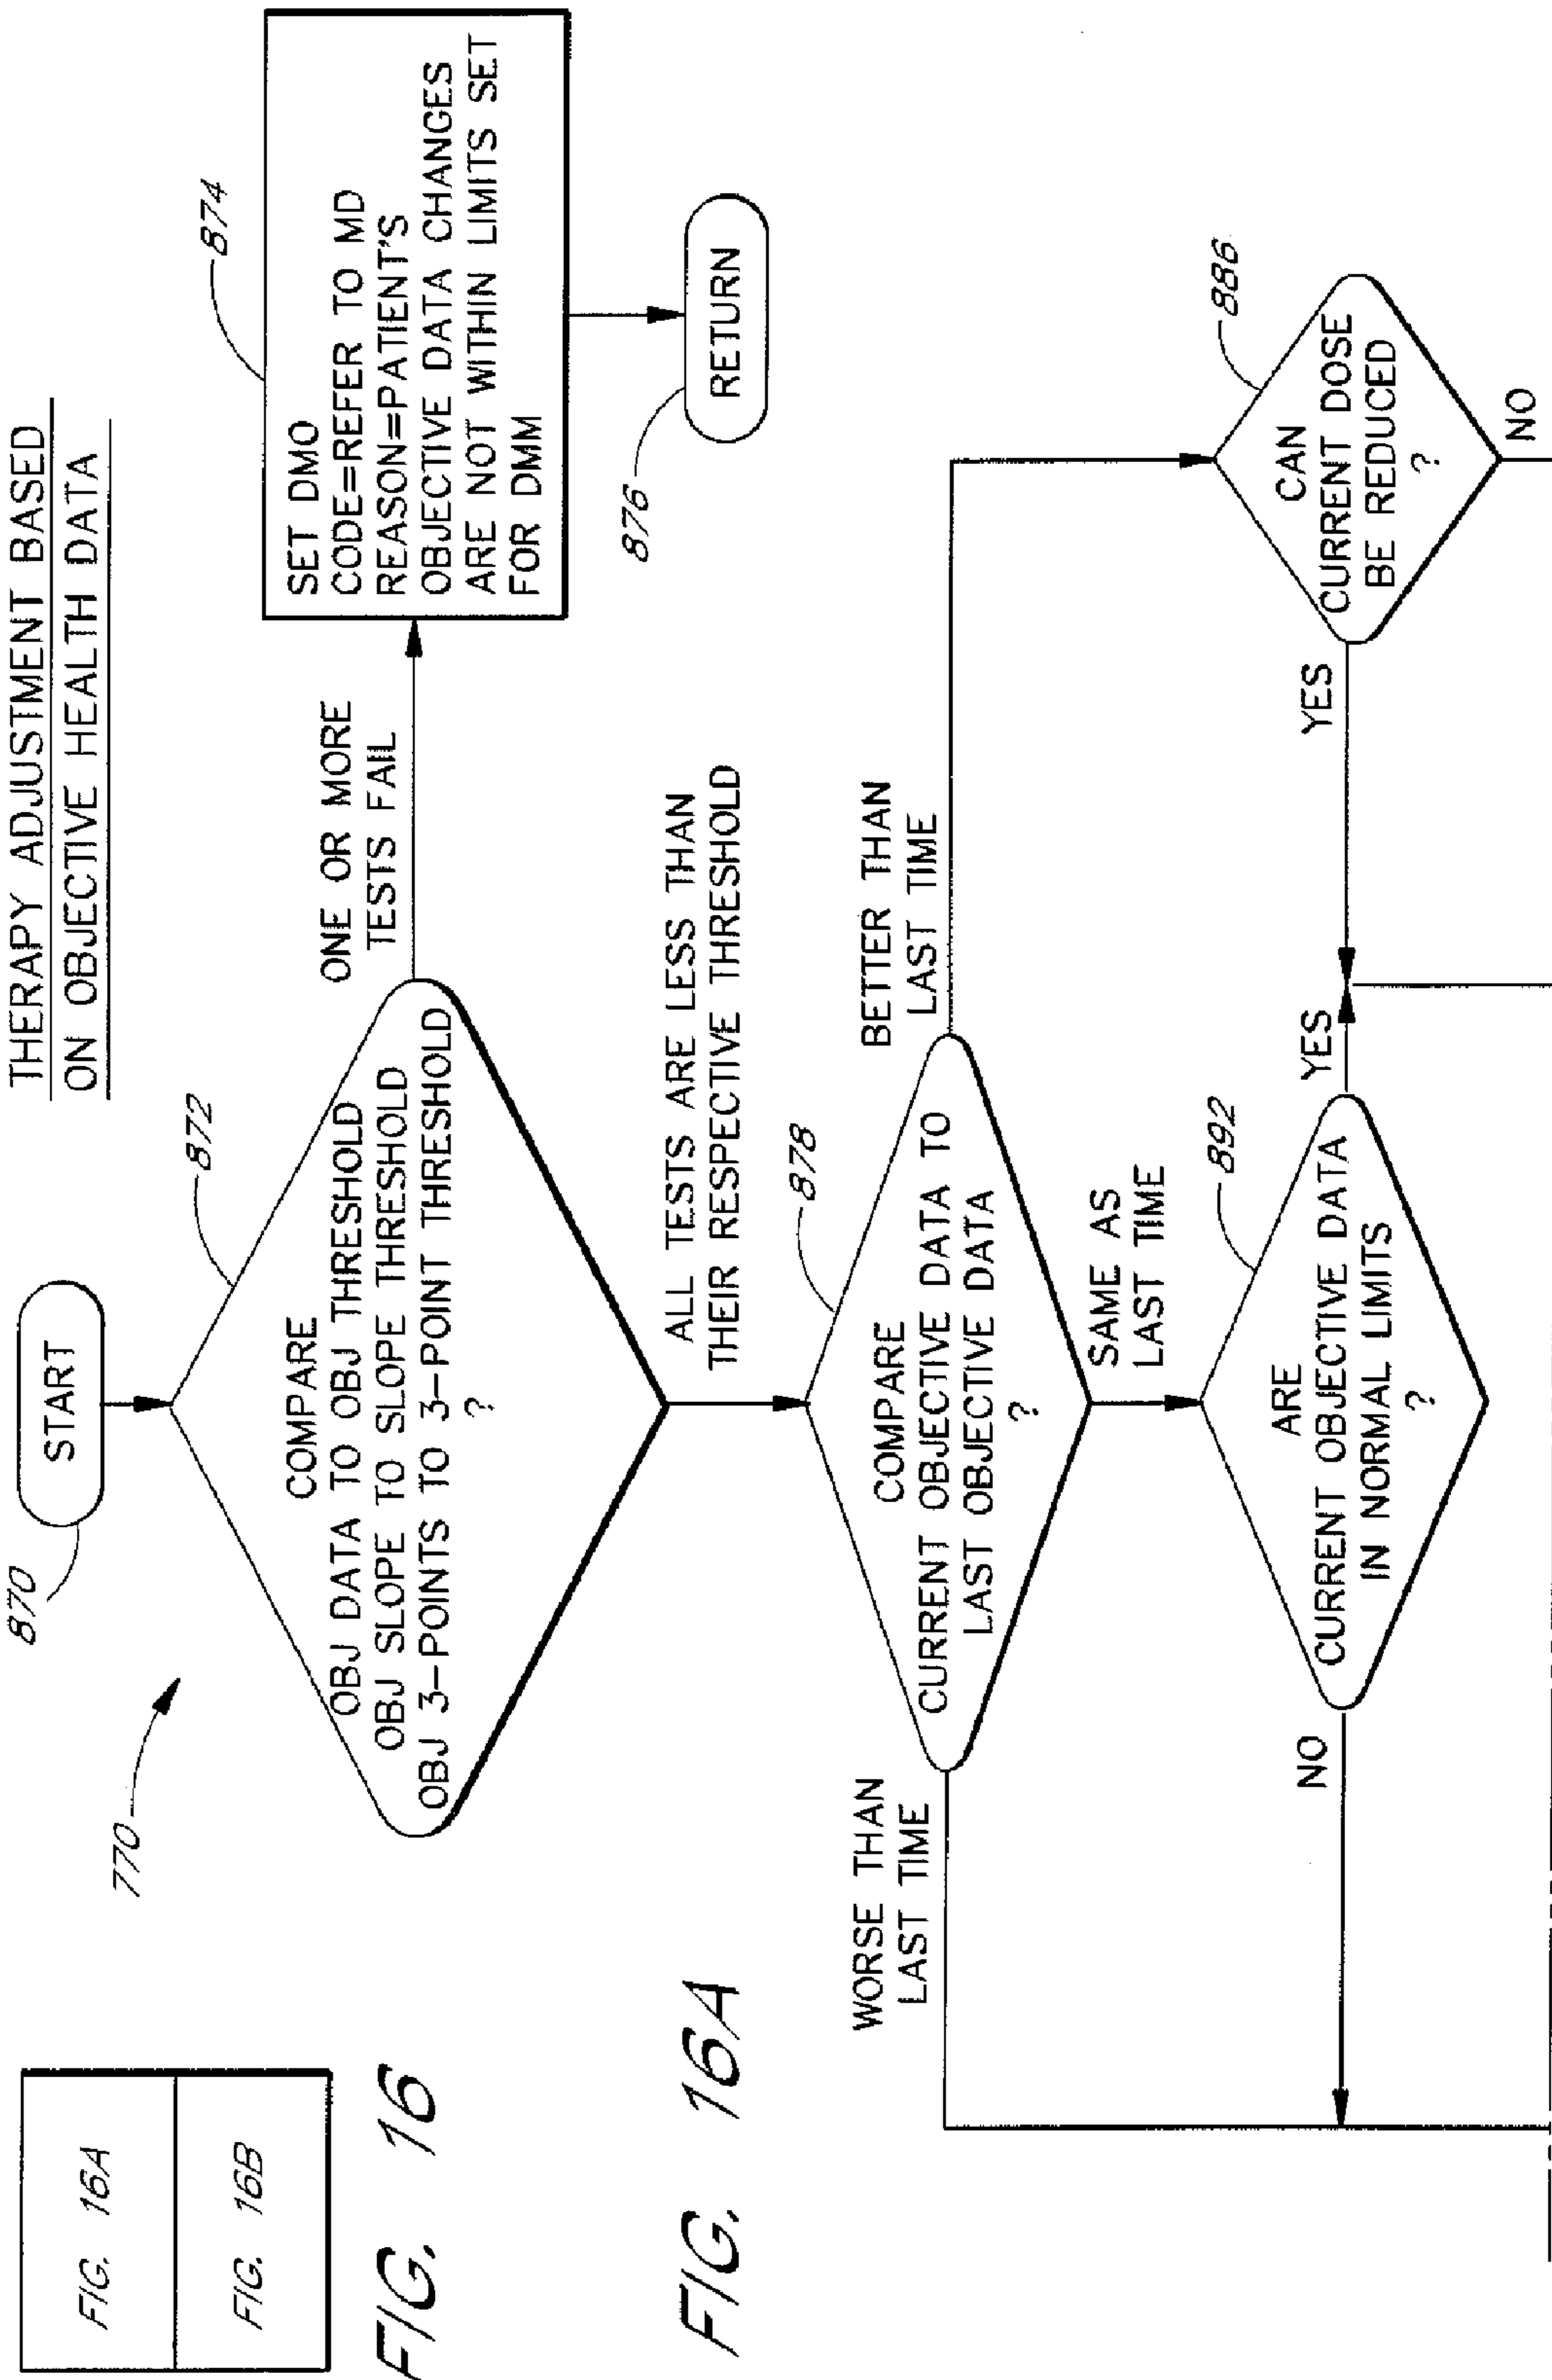 FIG. 16A
FIG. 16B
FIG. 16
FIG. 16A
THERAPY ADJUSTMENT BASED
ON OBJECTIVE HEALTH DATA
770
870
START
872
COMPARE
OBJ DATA TO OBJ THRESHOLD
OBJ SLOPE TO SLOPE THRESHOLD
OBJ 3-POINTS TO 3-POINT THRESHOLD
?
ONE OR MORE
TESTS FAIL
874
SET DMO
CODE=REFER TO MD
REASON=PATIENT'S
OBJECTIVE DATA CHANGES
ARE NOT WITHIN LIMITS SET
FOR DMM
876
RETURN
ALL TESTS ARE LESS THAN
THEIR RESPECTIVE THRESHOLD
878
COMPARE
CURRENT OBJECTIVE DATA TO
LAST OBJECTIVE DATA
?
WORSE THAN
LAST TIME
BETTER THAN
LAST TIME
SAME AS
LAST TIME
892
ARE
CURRENT OBJECTIVE DATA
IN NORMAL LIMITS
?
NO
YES
YES
886
CAN
CURRENT DOSE
BE REDUCED
?
NO